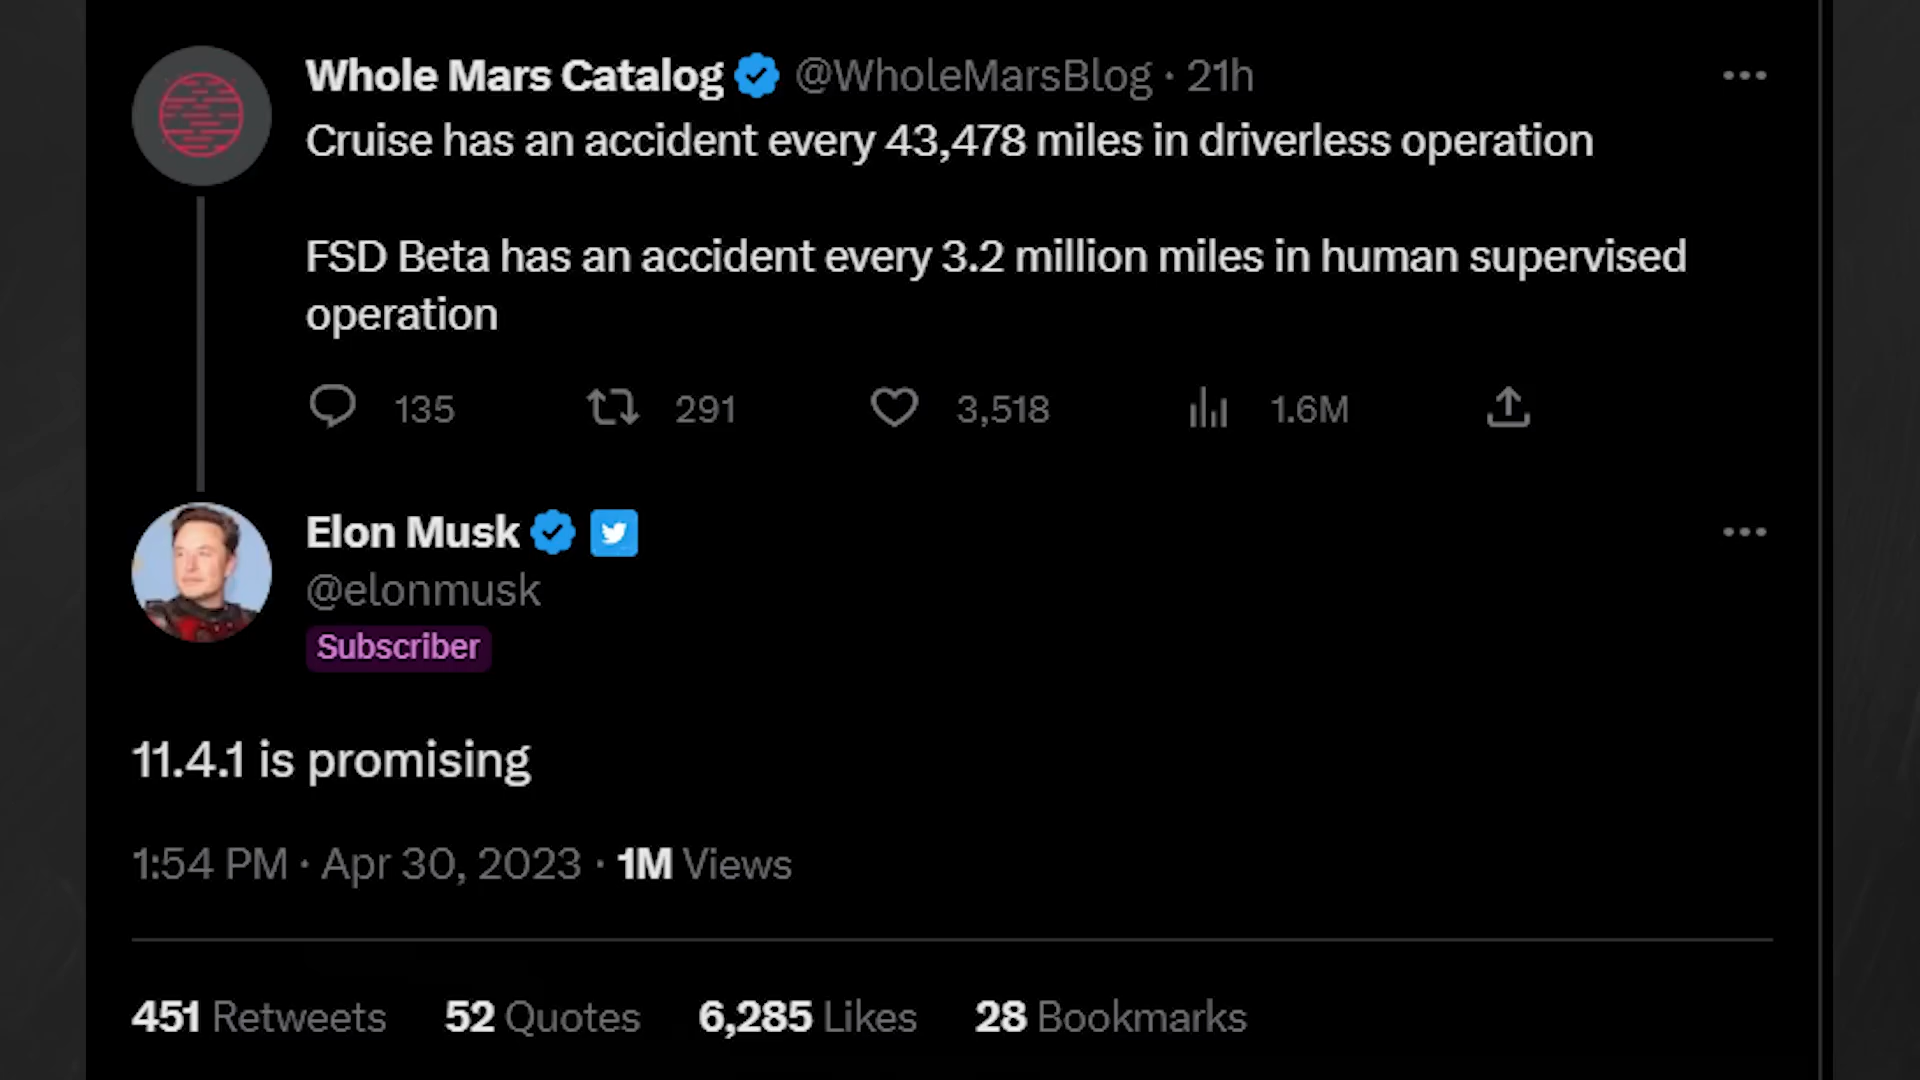 Whole Mars Catalog @WholeMarsBlog · 21h
Cruise has an accident every 43,478 miles in driverless operation
FSD Beta has an accident every 3.2 million miles in human supervised
operation
135 291 3,518 1.6M
Elon Musk
@elonmusk
Subscriber
11.4.1 is promising
1:54 PM · Apr 30, 2023 · 1M Views
451 Retweets 52 Quotes 6,285 Likes 28 Bookmarks